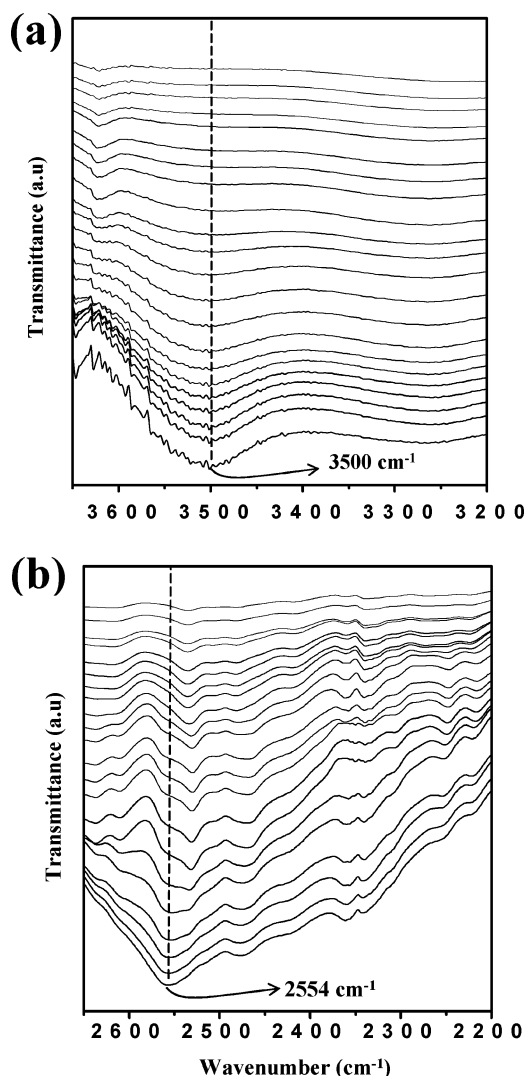 (a)
Transmittance (a.u)
3500 cm-1
3600 3500 3400 3300 3200
(b)
Transmittance (a.u)
2554 cm-1
2600 2500 2400 2300 2200
Wavenumber (cm-1)